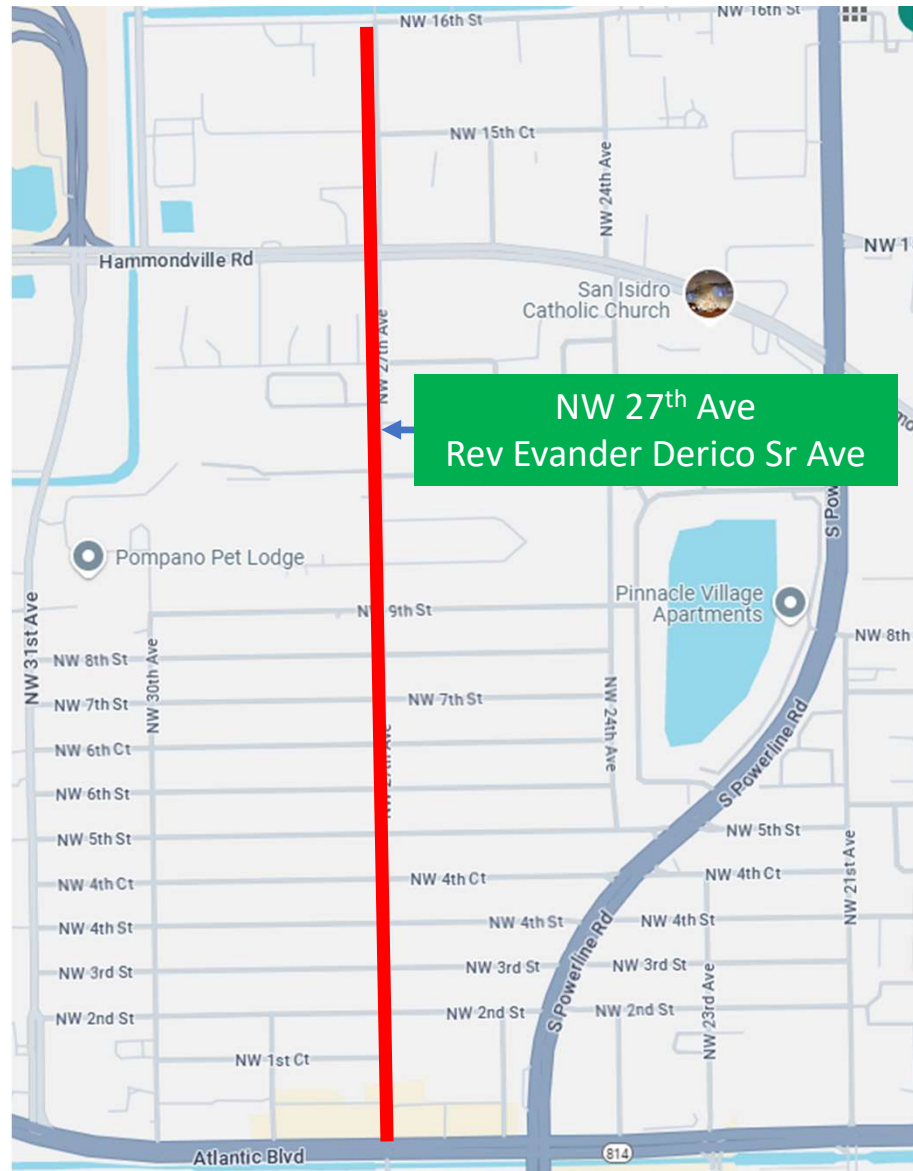 NW 16th St
NW 16th St
NW 15th Ct
NW 24th Ave
NW 1
Hammondville Rd
San Isidro
Catholic Church
NW 27th Ave
NW 27th Ave
Rev Evander Derico Sr Ave
S Pow
Pompano Pet Lodge
Pinnacle Village
Apartments
NW 9th St
NW 31st Ave
NW 30th Ave
NW 8th St
NW 8th
NW 7th St
NW 7th St
NW 24th Ave
NW 6th Ct
NW 27th Ave
NW 6th St
S Powerline Rd
NW 5th St
NW 5th St
NW 4th Ct
NW 4th Ct
NW 4th Ct
NW 21st Ave
NW 4th St
NW 4th St
NW 4th St
NW 3rd St
NW 3rd St
NW 3rd St
S Powerline Rd
NW 23rd Ave
NW 2nd St
NW 2nd St
NW 2nd St
NW 1st Ct
Atlantic Blvd
814